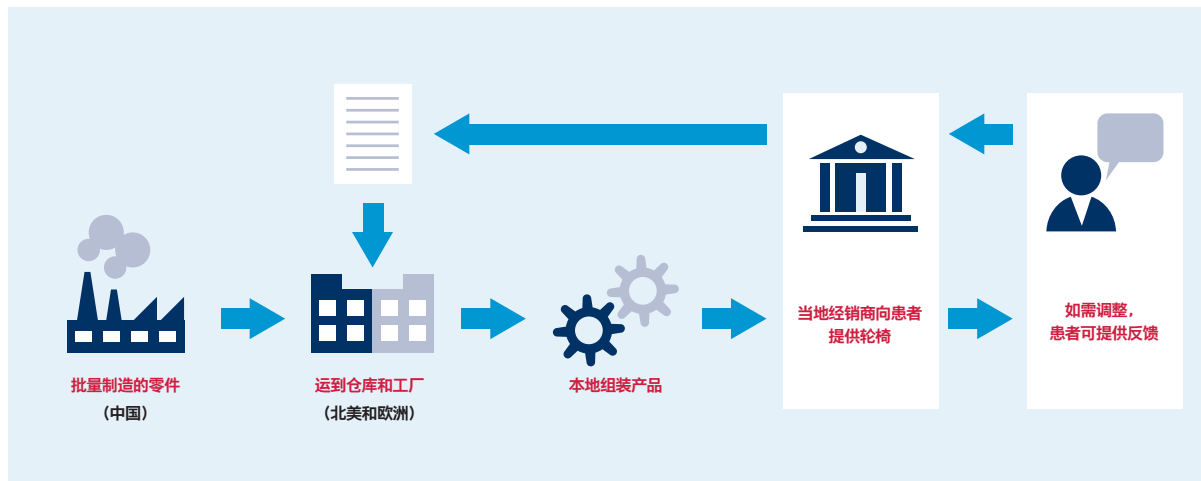 批量制造的零件
（中国）
运到仓库和工厂
（北美和欧洲）
本地组装产品
当地经销商向患者
提供轮椅
如需调整，
患者可提供反馈